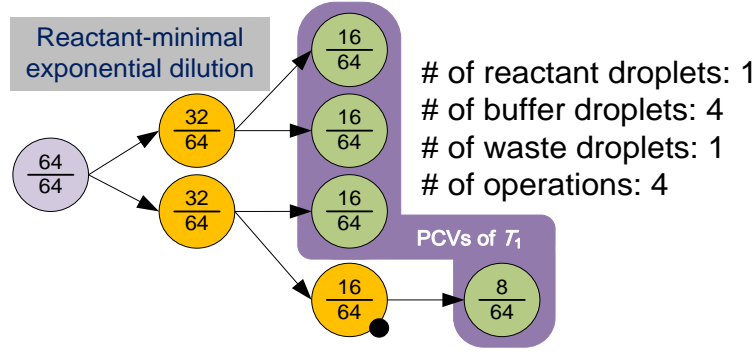 Reactant-minimal
exponential dilution
# of reactant droplets: 1
# of buffer droplets: 4
# of waste droplets: 1
# of operations: 4
64
64
32
64
32
64
16
64
16
64
16
64
16
64
PCVs of T1
8
64